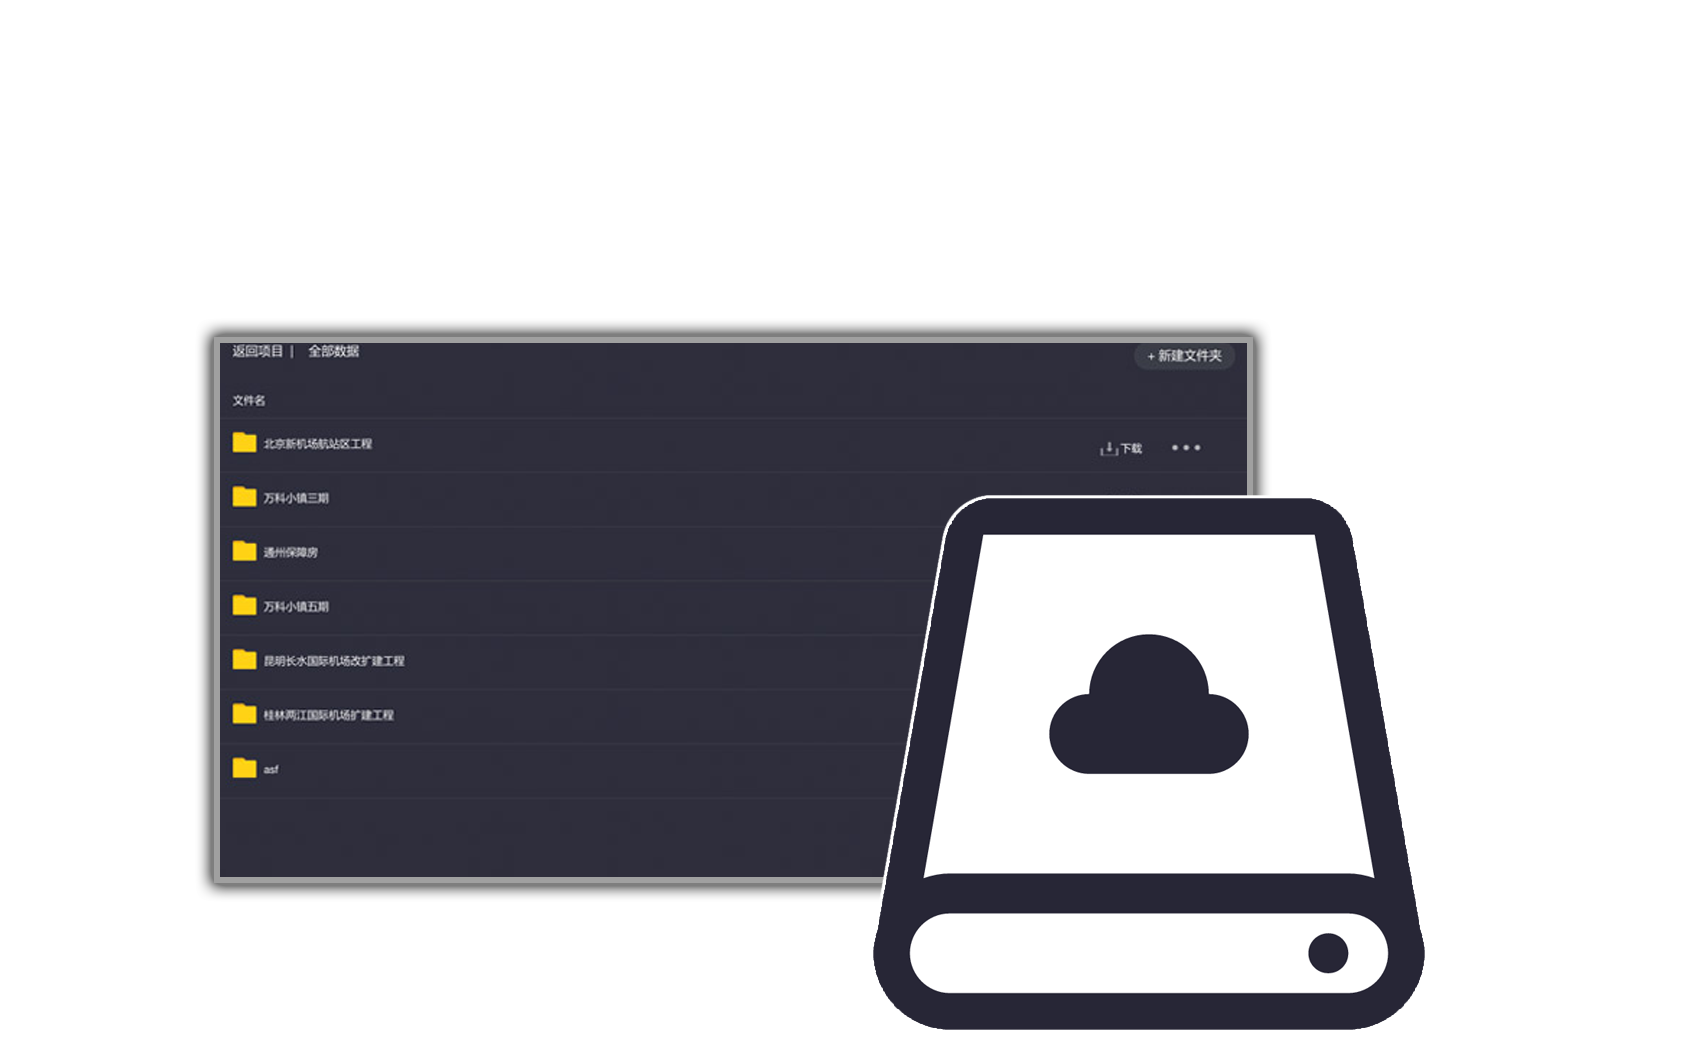 返回项目 | 全部数据
+ 新建文件夹
文件名
北京新机场航站区工程
下载
万科小镇三期
通州保障房
万科小镇五期
昆明长水国际机场改扩建工程
桂林两江国际机场扩建工程
asf